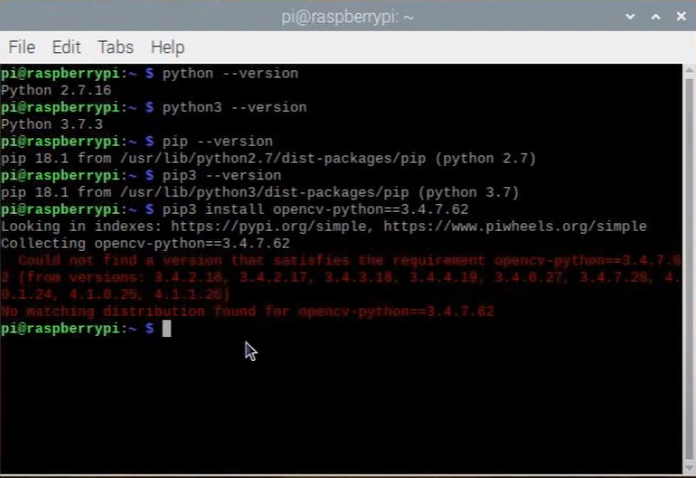 pi@raspberrypi: ~
File Edit Tabs Help
pi@raspberrypi:~ $ python --version
Python 2.7.16
pi@raspberrypi:~ $ python3 --version
Python 3.7.3
pi@raspberrypi:~ $ pip --version
pip 18.1 from /usr/lib/python2.7/dist-packages/pip (python 2.7)
pi@raspberrypi:~ $ pip3 --version
pip 18.1 from /usr/lib/python3/dist-packages/pip (python 3.7)
pi@raspberrypi:~ $ pip3 install opencv-python==3.4.7.62
Looking in indexes: https://pypi.org/simple, https://www.piwheels.org/simple
Collecting opencv-python==3.4.7.62
Could not find a version that satisfies the requirement opencv-python==3.4.7.6
2 (from versions: 3.4.2.16, 3.4.2.17, 3.4.3.18, 3.4.4.19, 3.4.6.27, 3.4.7.28, 4.
0.1.24, 4.1.0.25, 4.1.1.26)
No matching distribution found for opencv-python==3.4.7.62
pi@raspberrypi:~ $